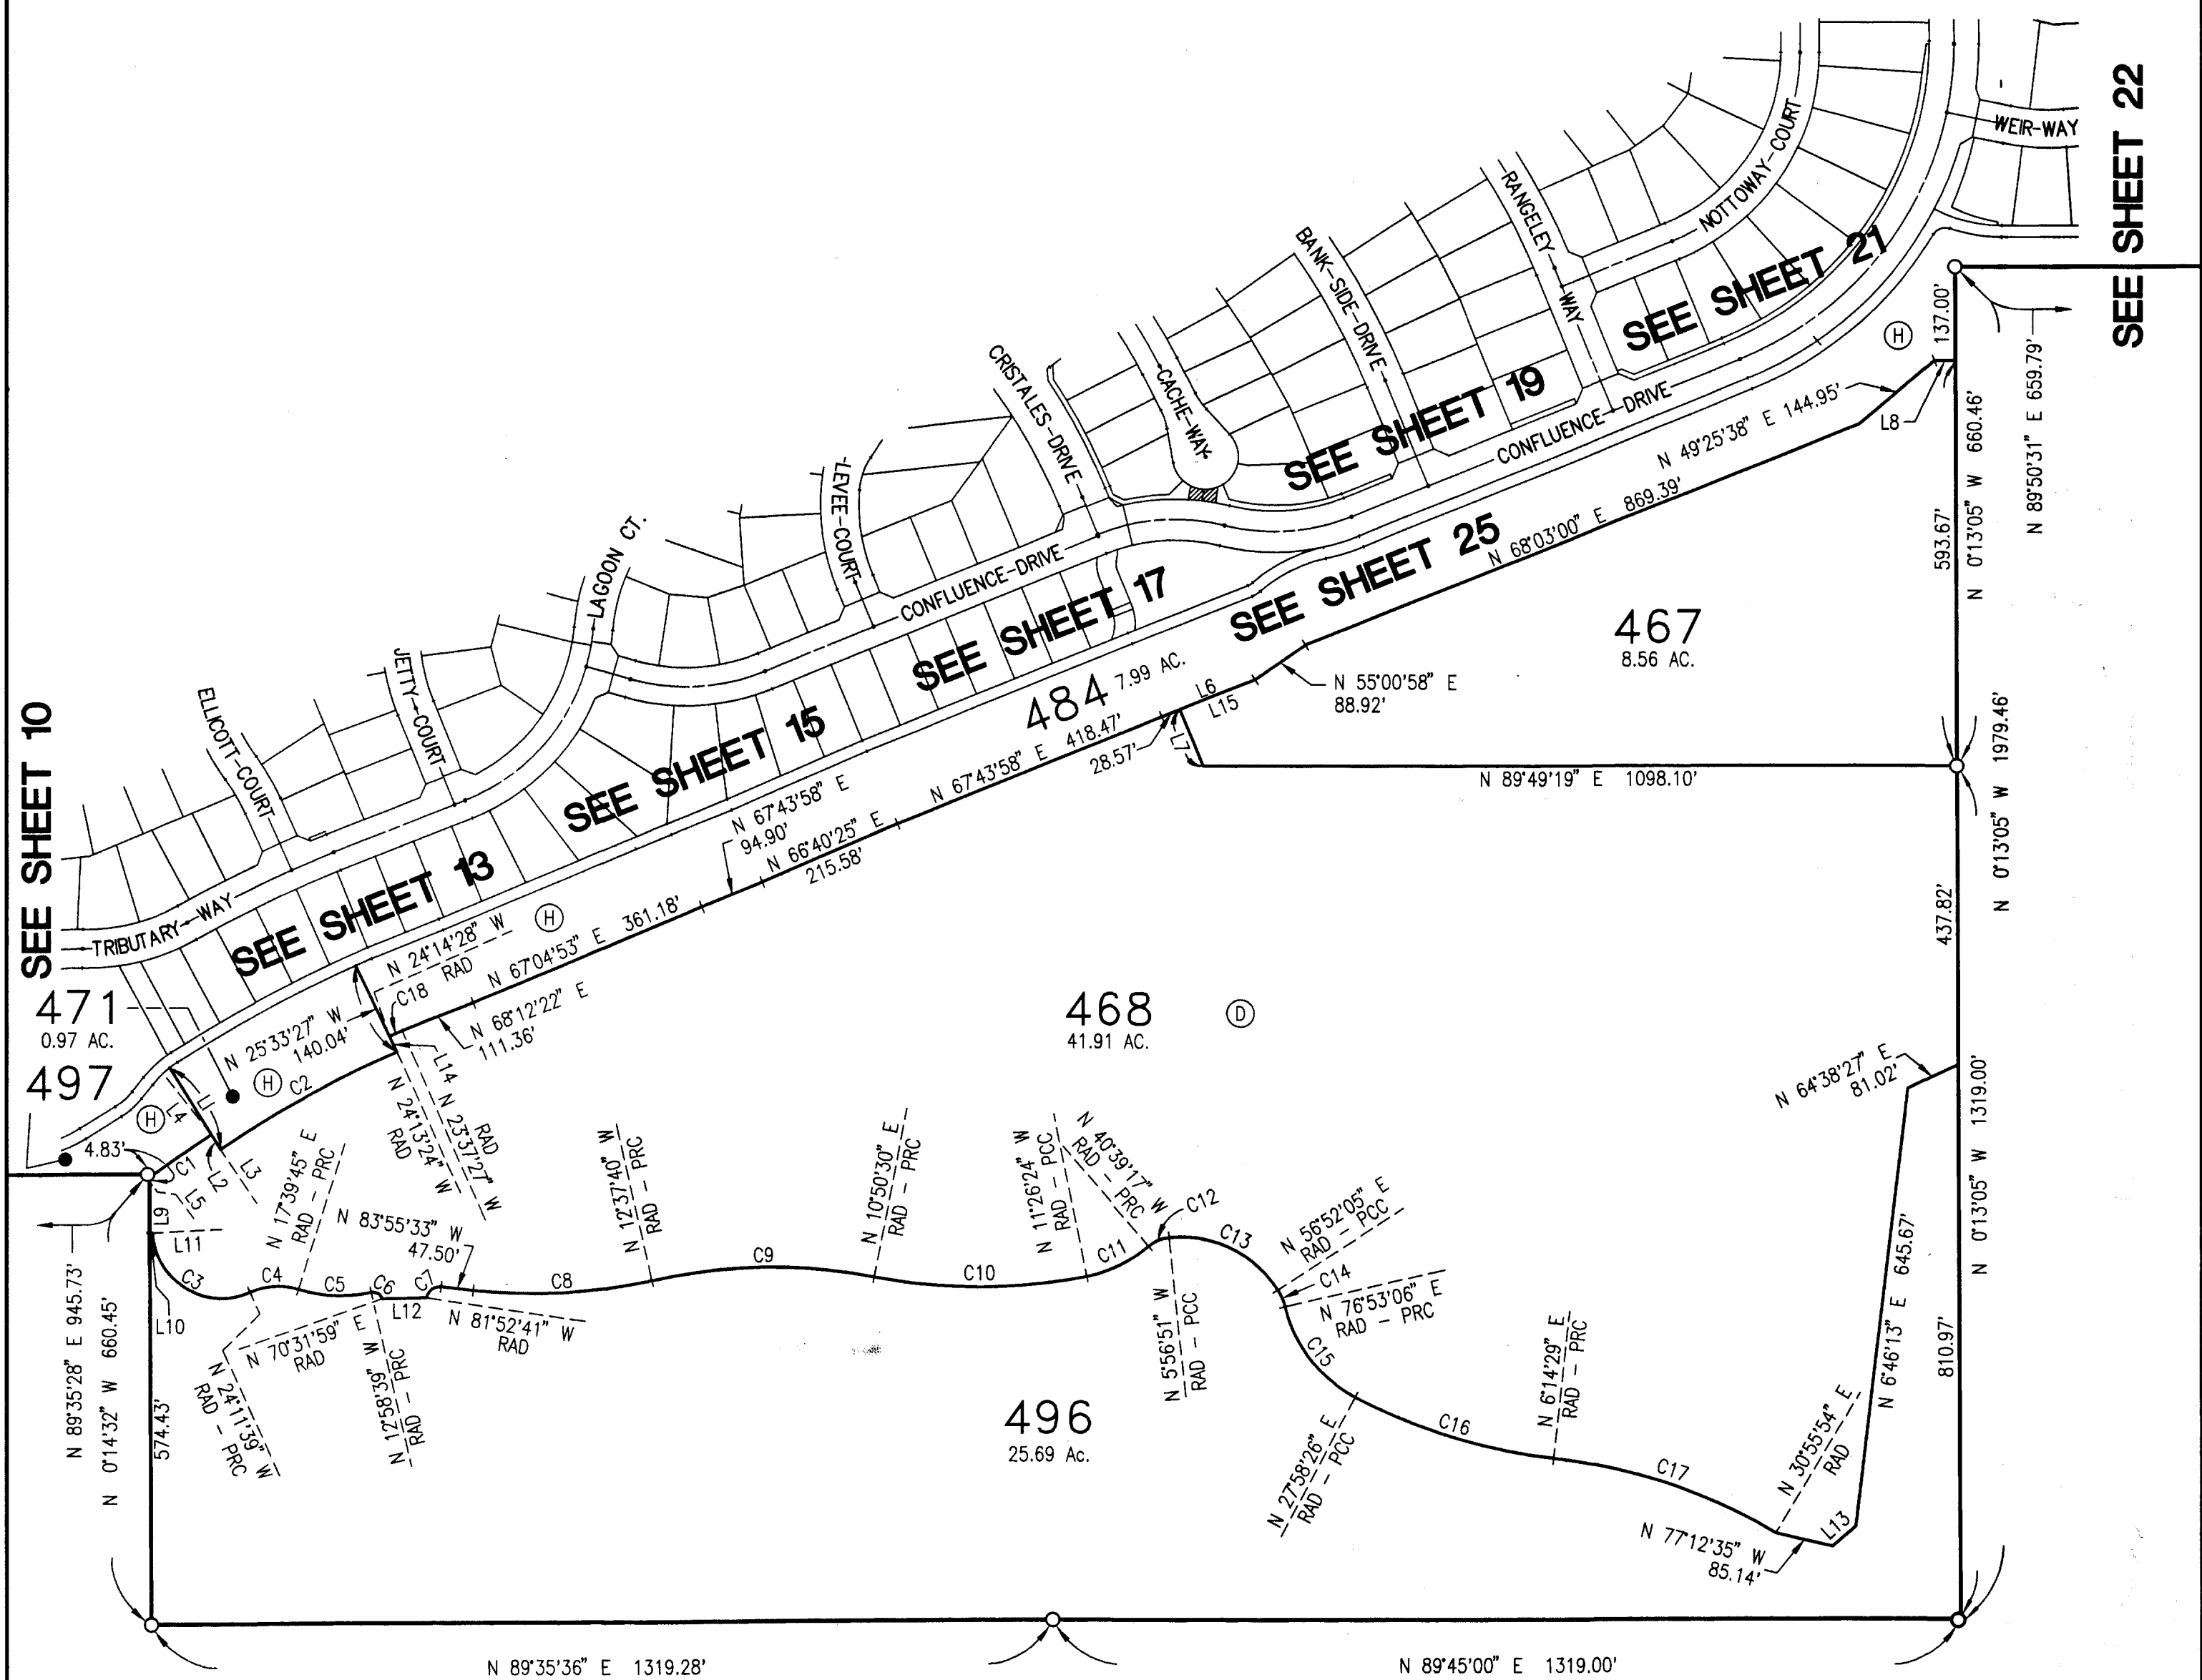 SEE SHEET 22
WEIR-WAY
NOTTOWAY-COURT
RANGELEY
WAY
BANK-SIDE-DRIVE
SEE SHEET 21
137.00'
H
L8
N 89°50'31" E 659.79'
CRISTALES-DRIVE
CACHE-WAY
SEE SHEET 19
CONFLUENCE-DRIVE
N 49°25'38" E 144.95'
N 68°03'00" E 869.39'
593.67'
N 0°13'05" W 660.46'
LEVEE-COURT
LAGOON CT.
CONFLUENCE-DRIVE
SEE SHEET 17
SEE SHEET 25
467
8.56 AC.
N 55°00'58" E
88.92'
484 7.99 AC.
L6
L15
L7
28.57'
N 67°43'58" E 418.47'
N 89°49'19" E 1098.10'
N 0°13'05" W 1979.46'
437.82'
JETTY-COURT
ELLICOTT-COURT
SEE SHEET 15
N 67°43'58" E
94.90'
N 66°40'25" E
215.58'
SEE SHEET 10
TRIBUTARY-WAY
SEE SHEET 13
H
N 24°14'28" W
RAD
C18
N 67°04'53" E 361.18'
N 68°12'22" E
111.36'
471
0.97 AC.
497
N 25°33'27" W
140.04'
H
C2
L14
N 24°13'24" W
RAD
N 23°37'27" W
RAD
468
41.91 AC.
D
H
L4
L1
4.83'
C1
L2
L3
L5
L9
L11
L10
N 17°39'45" E
RAD - PRC
N 83°55'33" W
47.50'
N 12°37'40" W
RAD - PRC
N 10°50'30" E
RAD - PRC
N 11°26'24" W
RAD - PCC
N 40°39'17" W
RAD - PRC
C12
C13
N 56°52'05" E
RAD - PCC
C14
N 76°53'06" E
RAD - PRC
C3
C4
C5
C6
C7
C8
C9
C10
C11
L12
N 81°52'41" W
RAD
N 70°31'59" E
RAD
N 24°11'39" W
RAD - PRC
N 12°58'39" W
RAD - PRC
N 5°56'51" W
RAD - PCC
C15
N 27°58'26" E
RAD - PCC
C16
N 6°14'29" E
RAD - PRC
C17
N 30°55'54" E
RAD
N 77°12'35" W
85.14'
L13
N 6°46'13" E 645.67'
N 64°38'27" E
81.02'
N 0°13'05" W 1319.00'
810.97'
N 89°35'28" E 945.73'
N 0°14'32" W 660.45'
574.43'
496
25.69 Ac.
N 89°35'36" E 1319.28'
N 89°45'00" E 1319.00'